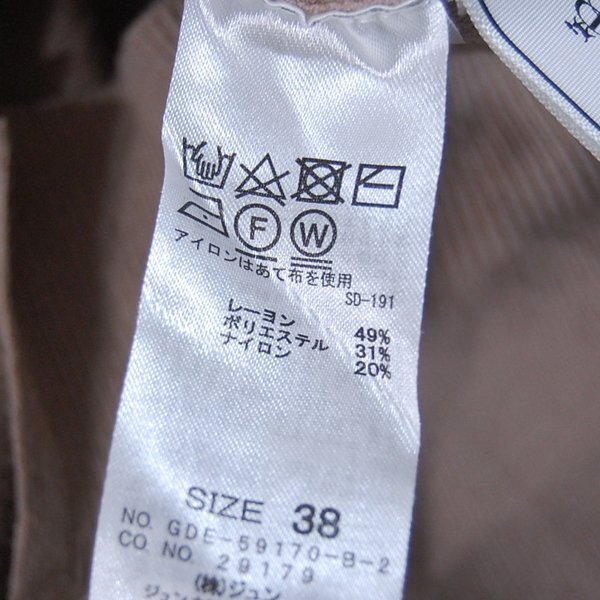 F W
アイロンはあて布を使用
SD-191
レーヨン 49%
ポリエステル 31%
ナイロン 20%
SIZE 38
NO. GDE-59170-B-2
CO. NO. 29179
(株)ジュン